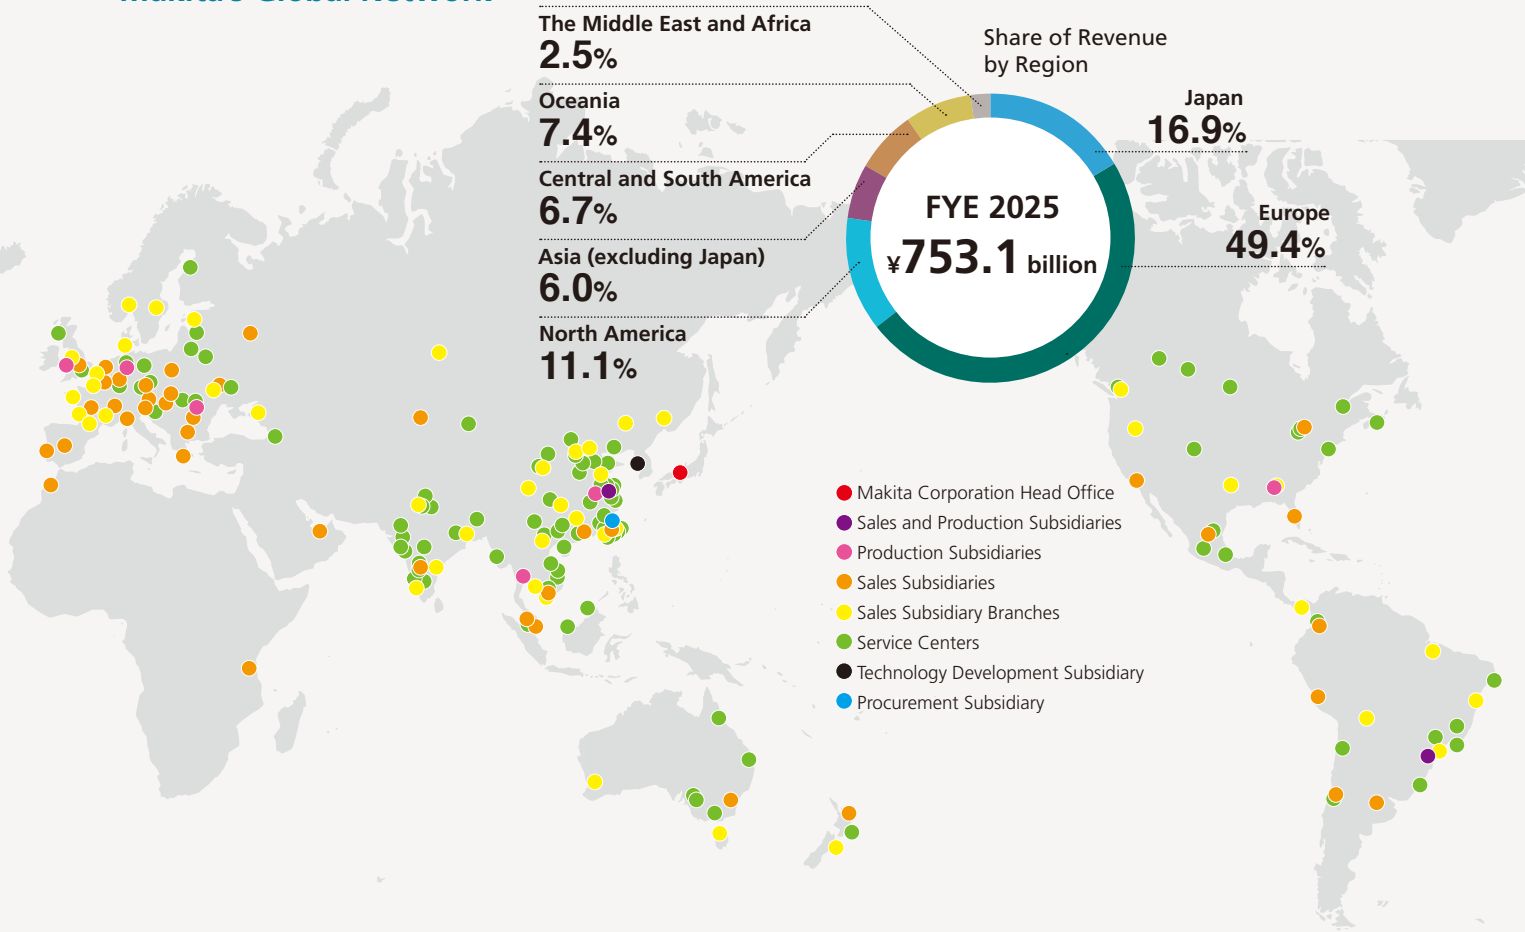 Makita's Global Network
The Middle East and Africa
2.5%
Oceania
7.4%
Central and South America
6.7%
Asia (excluding Japan)
6.0%
North America
11.1%
Share of Revenue
by Region
Japan
16.9%
Europe
49.4%
FYE 2025
¥753.1 billion
Makita Corporation Head Office
Sales and Production Subsidiaries
Production Subsidiaries
Sales Subsidiaries
Sales Subsidiary Branches
Service Centers
Technology Development Subsidiary
Procurement Subsidiary